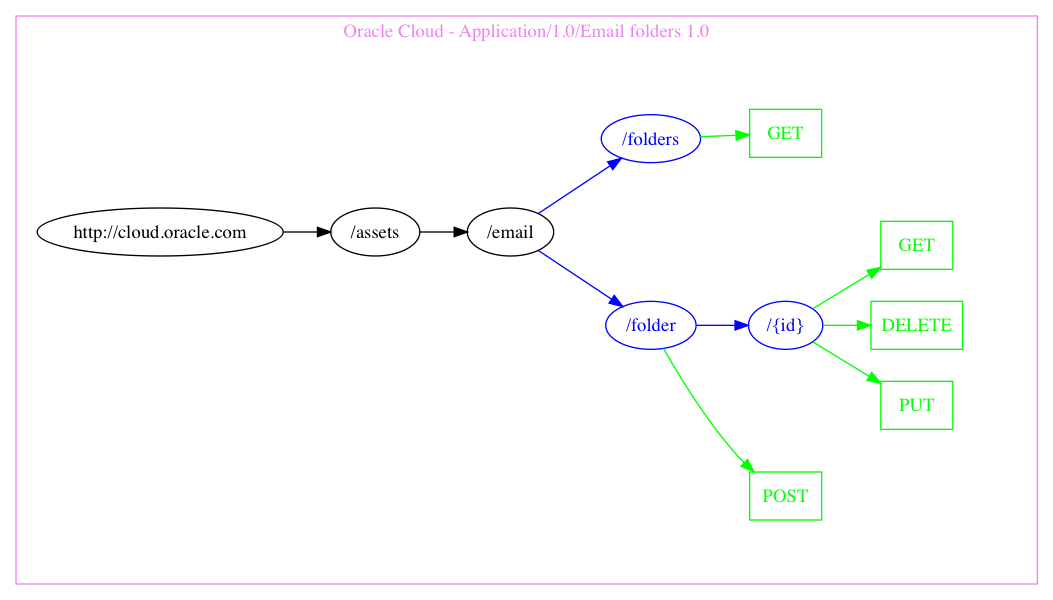 Oracle Cloud - Application/1.0/Email folders 1.0
/folders
GET
http://cloud.oracle.com
/assets
/email
GET
/folder
/{id}
DELETE
PUT
POST